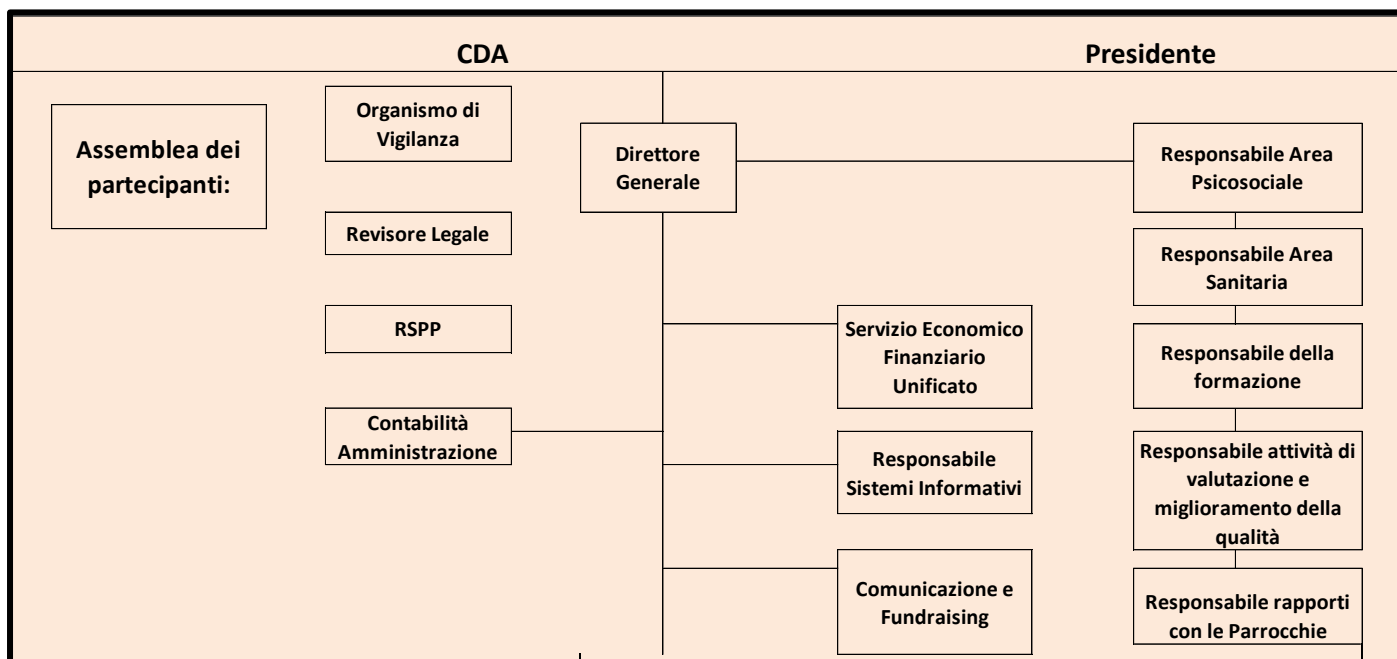 CDA
Presidente
Assemblea dei
partecipanti:
Organismo di
Vigilanza
Revisore Legale
RSPP
Contabilità
Amministrazione
Direttore
Generale
Servizio Economico
Finanziario
Unificato
Responsabile
Sistemi Informativi
Comunicazione e
Fundraising
Responsabile Area
Psicosociale
Responsabile Area
Sanitaria
Responsabile della
formazione
Responsabile attività di
valutazione e
miglioramento della
qualità
Responsabile rapporti
con le Parrocchie